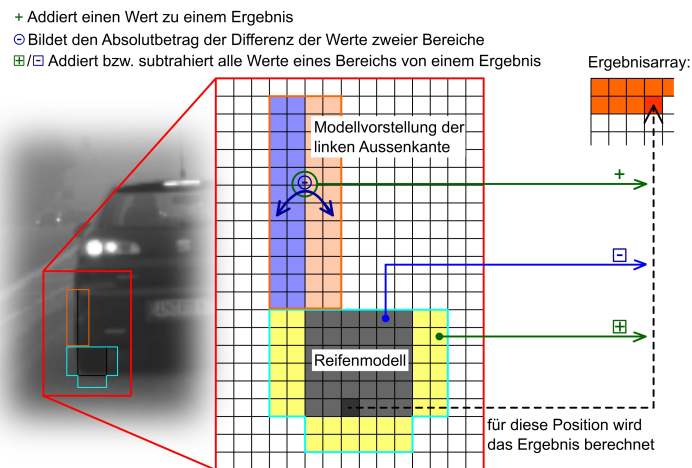 + Addiert einen Wert zu einem Ergebnis
⊖ Bildet den Absolutbetrag der Differenz der Werte zweier Bereiche
⊞/⊟ Addiert bzw. subtrahiert alle Werte eines Bereichs von einem Ergebnis
Ergebnisarray:
Modellvorstellung der
linken Aussenkante
⊖
+
⊟
⊞
Reifenmodell
für diese Position wird
das Ergebnis berechnet